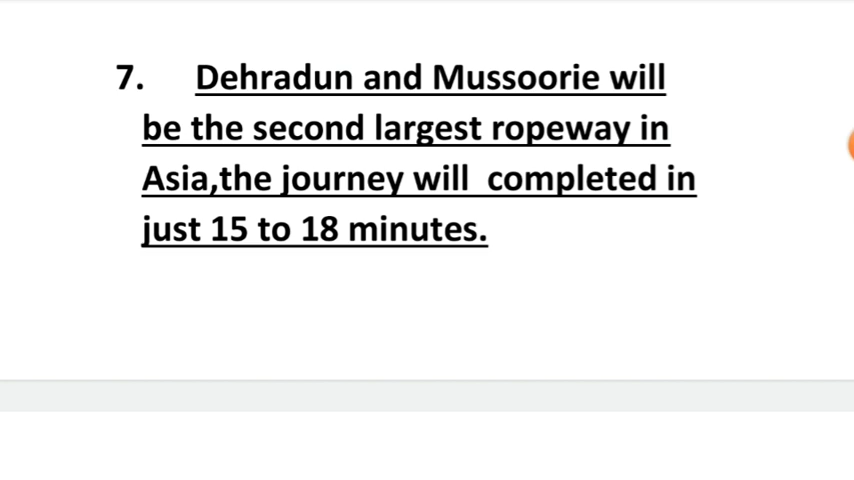 7. Dehradun and Mussoorie will
be the second largest ropeway in
Asia,the journey will  completed in
just 15 to 18 minutes.